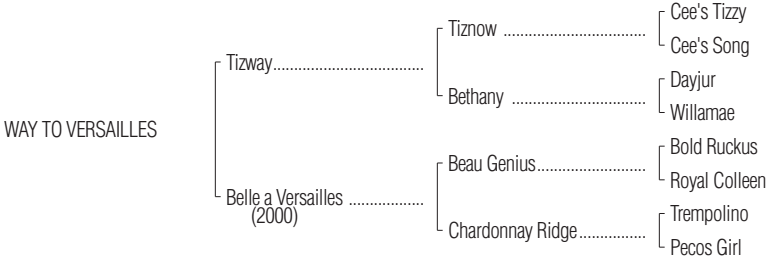 Cee's Tizzy
Tiznow ................................
Cee's Song
Tizway...................................
Dayjur
Bethany ..............................
Willamae
WAY TO VERSAILLES
Bold Ruckus
Beau Genius.........................
Royal Colleen
Belle a Versailles .................
(2000)
Trempolino
Chardonnay Ridge...............
Pecos Girl